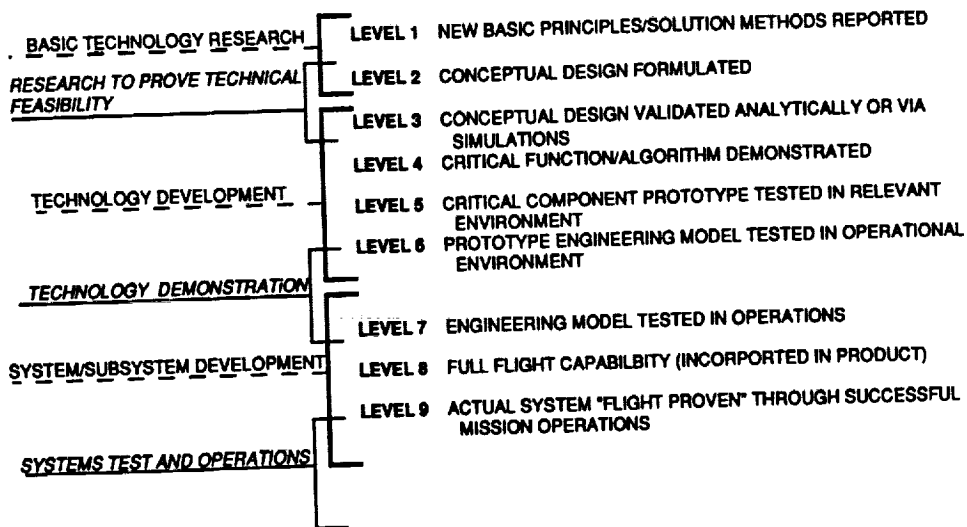 BASIC TECHNOLOGY RESEARCH
RESEARCH TO PROVE TECHNICAL
FEASIBILITY
TECHNOLOGY DEVELOPMENT
TECHNOLOGY DEMONSTRATION
SYSTEM/SUBSYSTEM DEVELOPMENT
SYSTEMS TEST AND OPERATIONS
LEVEL 1 NEW BASIC PRINCIPLES/SOLUTION METHODS REPORTED
LEVEL 2 CONCEPTUAL DESIGN FORMULATED
LEVEL 3 CONCEPTUAL DESIGN VALIDATED ANALYTICALLY OR VIA
SIMULATIONS
LEVEL 4 CRITICAL FUNCTION/ALGORITHM DEMONSTRATED
LEVEL 5 CRITICAL COMPONENT PROTOTYPE TESTED IN RELEVANT
ENVIRONMENT
LEVEL 6 PROTOTYPE ENGINEERING MODEL TESTED IN OPERATIONAL
ENVIRONMENT
LEVEL 7 ENGINEERING MODEL TESTED IN OPERATIONS
LEVEL 8 FULL FLIGHT CAPABILBITY (INCORPORTED IN PRODUCT)
LEVEL 9 ACTUAL SYSTEM "FLIGHT PROVEN" THROUGH SUCCESSFUL
MISSION OPERATIONS